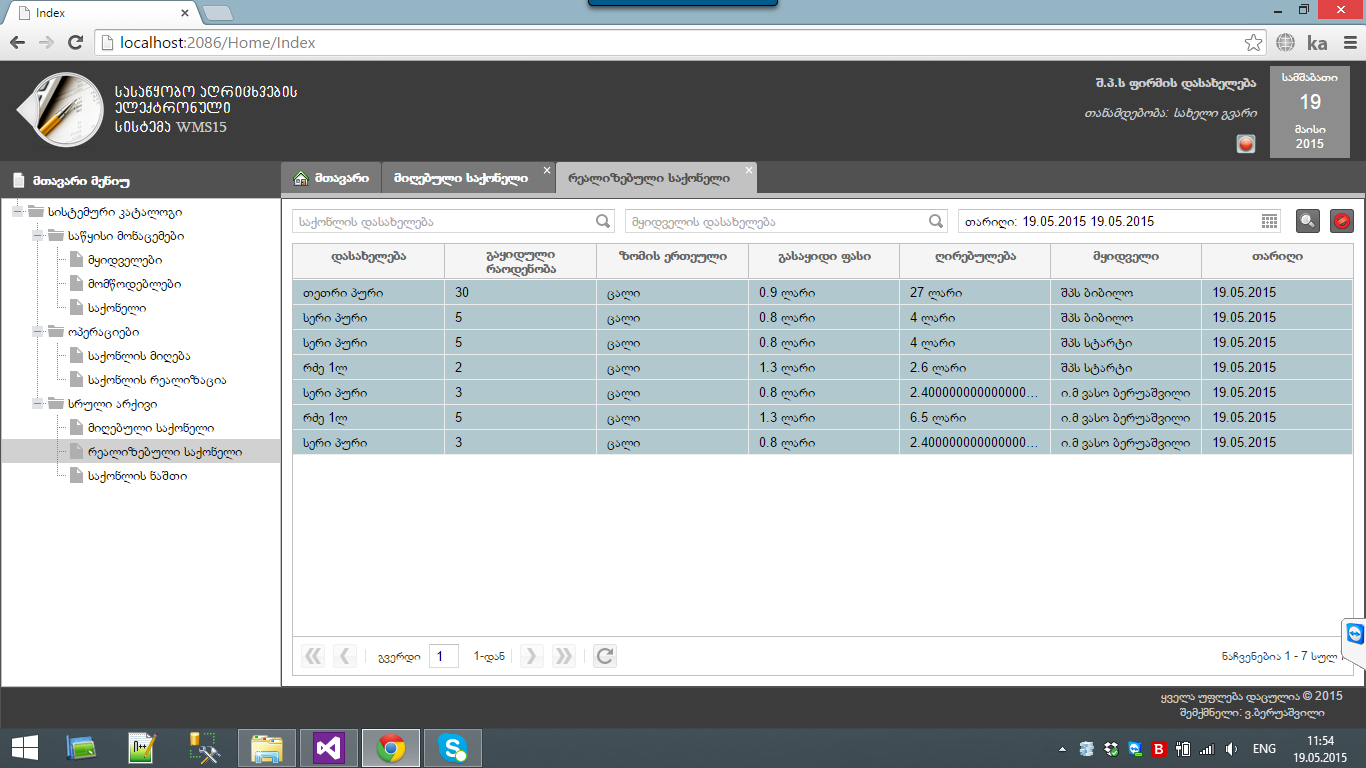 Index
localhost:2086/Home/Index
ka
სასაწყობო აღრიცხვების
ელექტრონული
სისტემა WMS15
შ.პ.ს ფირმის დასახელება
თანამდებობა: სახელი გვარი
სამშაბათი
19
მაისი
2015
მთავარი მენიუ
მთავარი
მიღებული საქონელი
რეალიზებული საქონელი
სისტემური კატალოგი
საწყისი მონაცემები
მყიდველები
მომწოდებლები
საქონელი
ოპერაციები
საქონლის მიღება
საქონლის რეალიზაცია
სრული არქივი
მიღებული საქონელი
რეალიზებული საქონელი
საქონლის ნაშთი
საქონლის დასახელება
მყიდველის დასახელება
თარიღი: 19.05.2015 19.05.2015
დასახელება გაყიდული რაოდენობა ზომის ერთეული გასაყიდი ფასი ღირებულება მყიდველი თარიღი
თეთრი პური 30 ცალი 0.9 ლარი 27 ლარი შპს ბიბილო 19.05.2015
სერი პური 5 ცალი 0.8 ლარი 4 ლარი შპს ბიბილო 19.05.2015
სერი პური 5 ცალი 0.8 ლარი 4 ლარი შპს სტარტი 19.05.2015
რძე 1ლ 2 ცალი 1.3 ლარი 2.6 ლარი შპს სტარტი 19.05.2015
სერი პური 3 ცალი 0.8 ლარი 2.400000000000000... ი.მ ვასო ბერუაშვილი 19.05.2015
რძე 1ლ 5 ცალი 1.3 ლარი 6.5 ლარი ი.მ ვასო ბერუაშვილი 19.05.2015
სერი პური 3 ცალი 0.8 ლარი 2.400000000000000... ი.მ ვასო ბერუაშვილი 19.05.2015
გვერდი 1 1-დან
ნაჩვენებია 1 - 7 სულ
ყველა უფლება დაცულია © 2015
შემქმნელი: ვ.ბერუაშვილი
ENG
11:54
19.05.2015